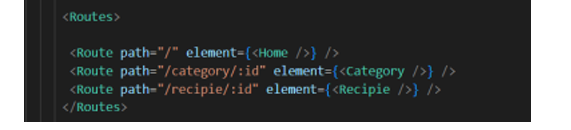 <Routes>
<Route path="/" element={<Home />} />
<Route path="/category/:id" element={<Category />} />
<Route path="/recipie/:id" element={<Recipie />} />
</Routes>